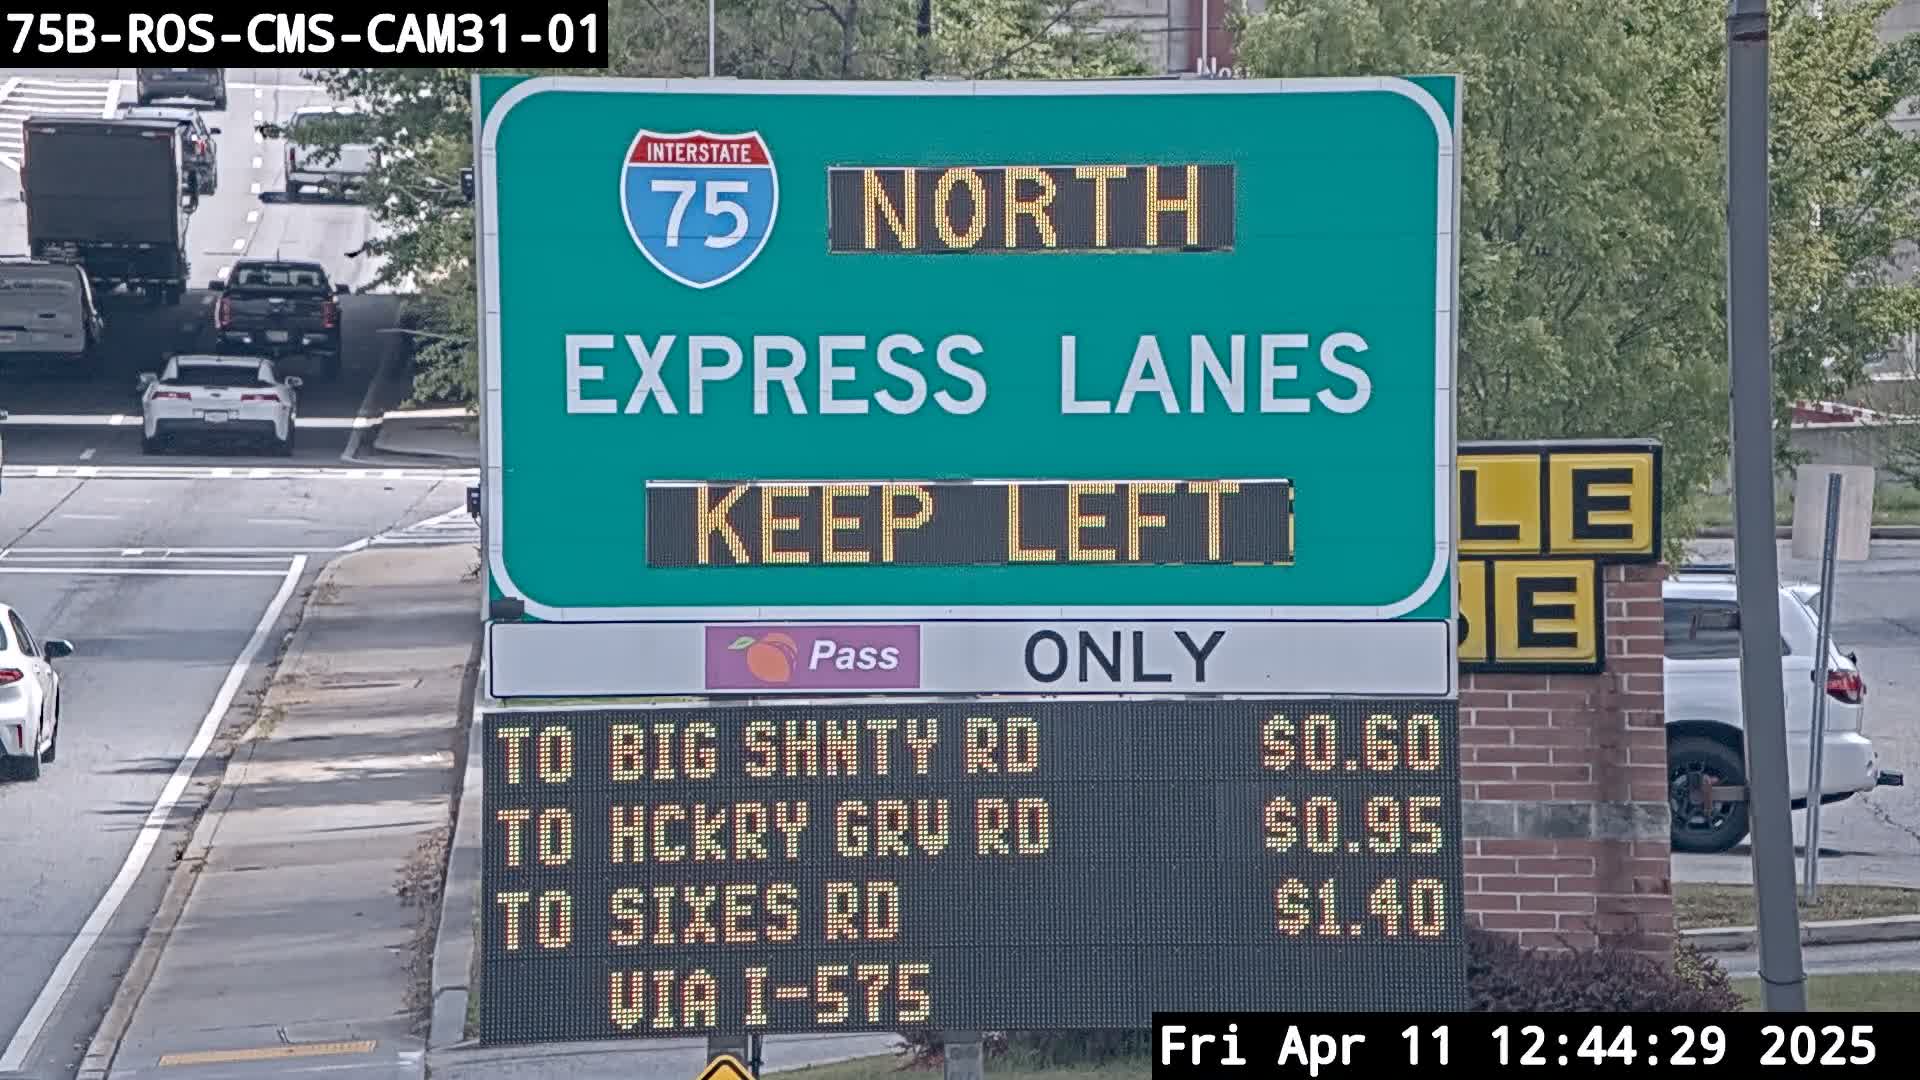 75B-ROS-CMS-CAM31-01
INTERSTATE
75
NORTH
EXPRESS LANES
KEEP LEFT
Pass ONLY
TO BIG SHNTY RD $0.60
TO HCKRY GRV RD $0.95
TO SIXES RD $1.40
VIA I-575
LE
E
Fri Apr 11 12:44:29 2025